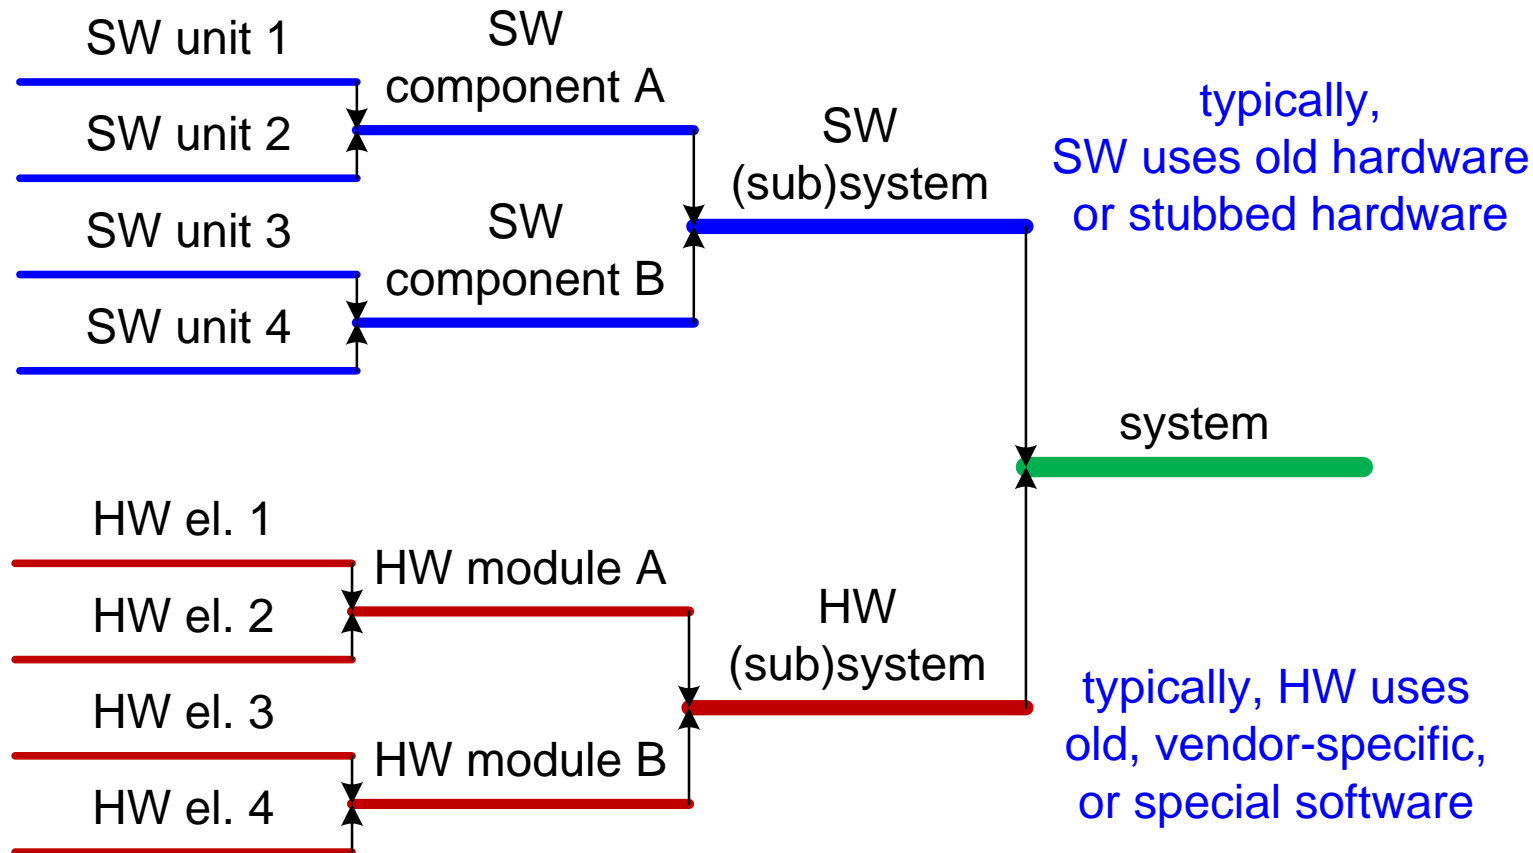 SW unit 1
SW unit 2
SW unit 3
SW unit 4
SW
component A
SW
component B
SW
(sub)system
typically,
SW uses old hardware
or stubbed hardware
system
HW el. 1
HW el. 2
HW el. 3
HW el. 4
HW module A
HW module B
HW
(sub)system
typically, HW uses
old, vendor-specific,
or special software